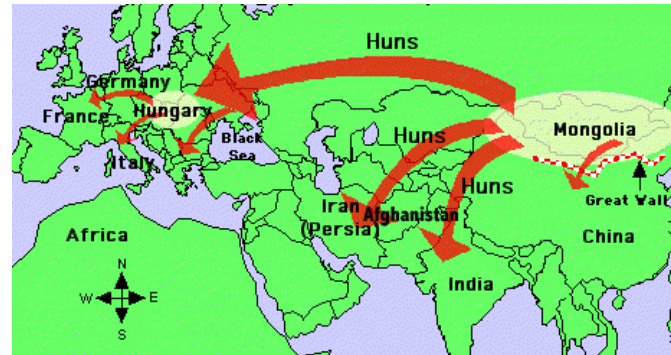 Huns
Germany
France
Hungary
Italy
Black
Sea
Huns
Mongolia
Huns
Great Wall
Iran
(Persia)
Afghanistan
China
Africa
India
N
W
E
S